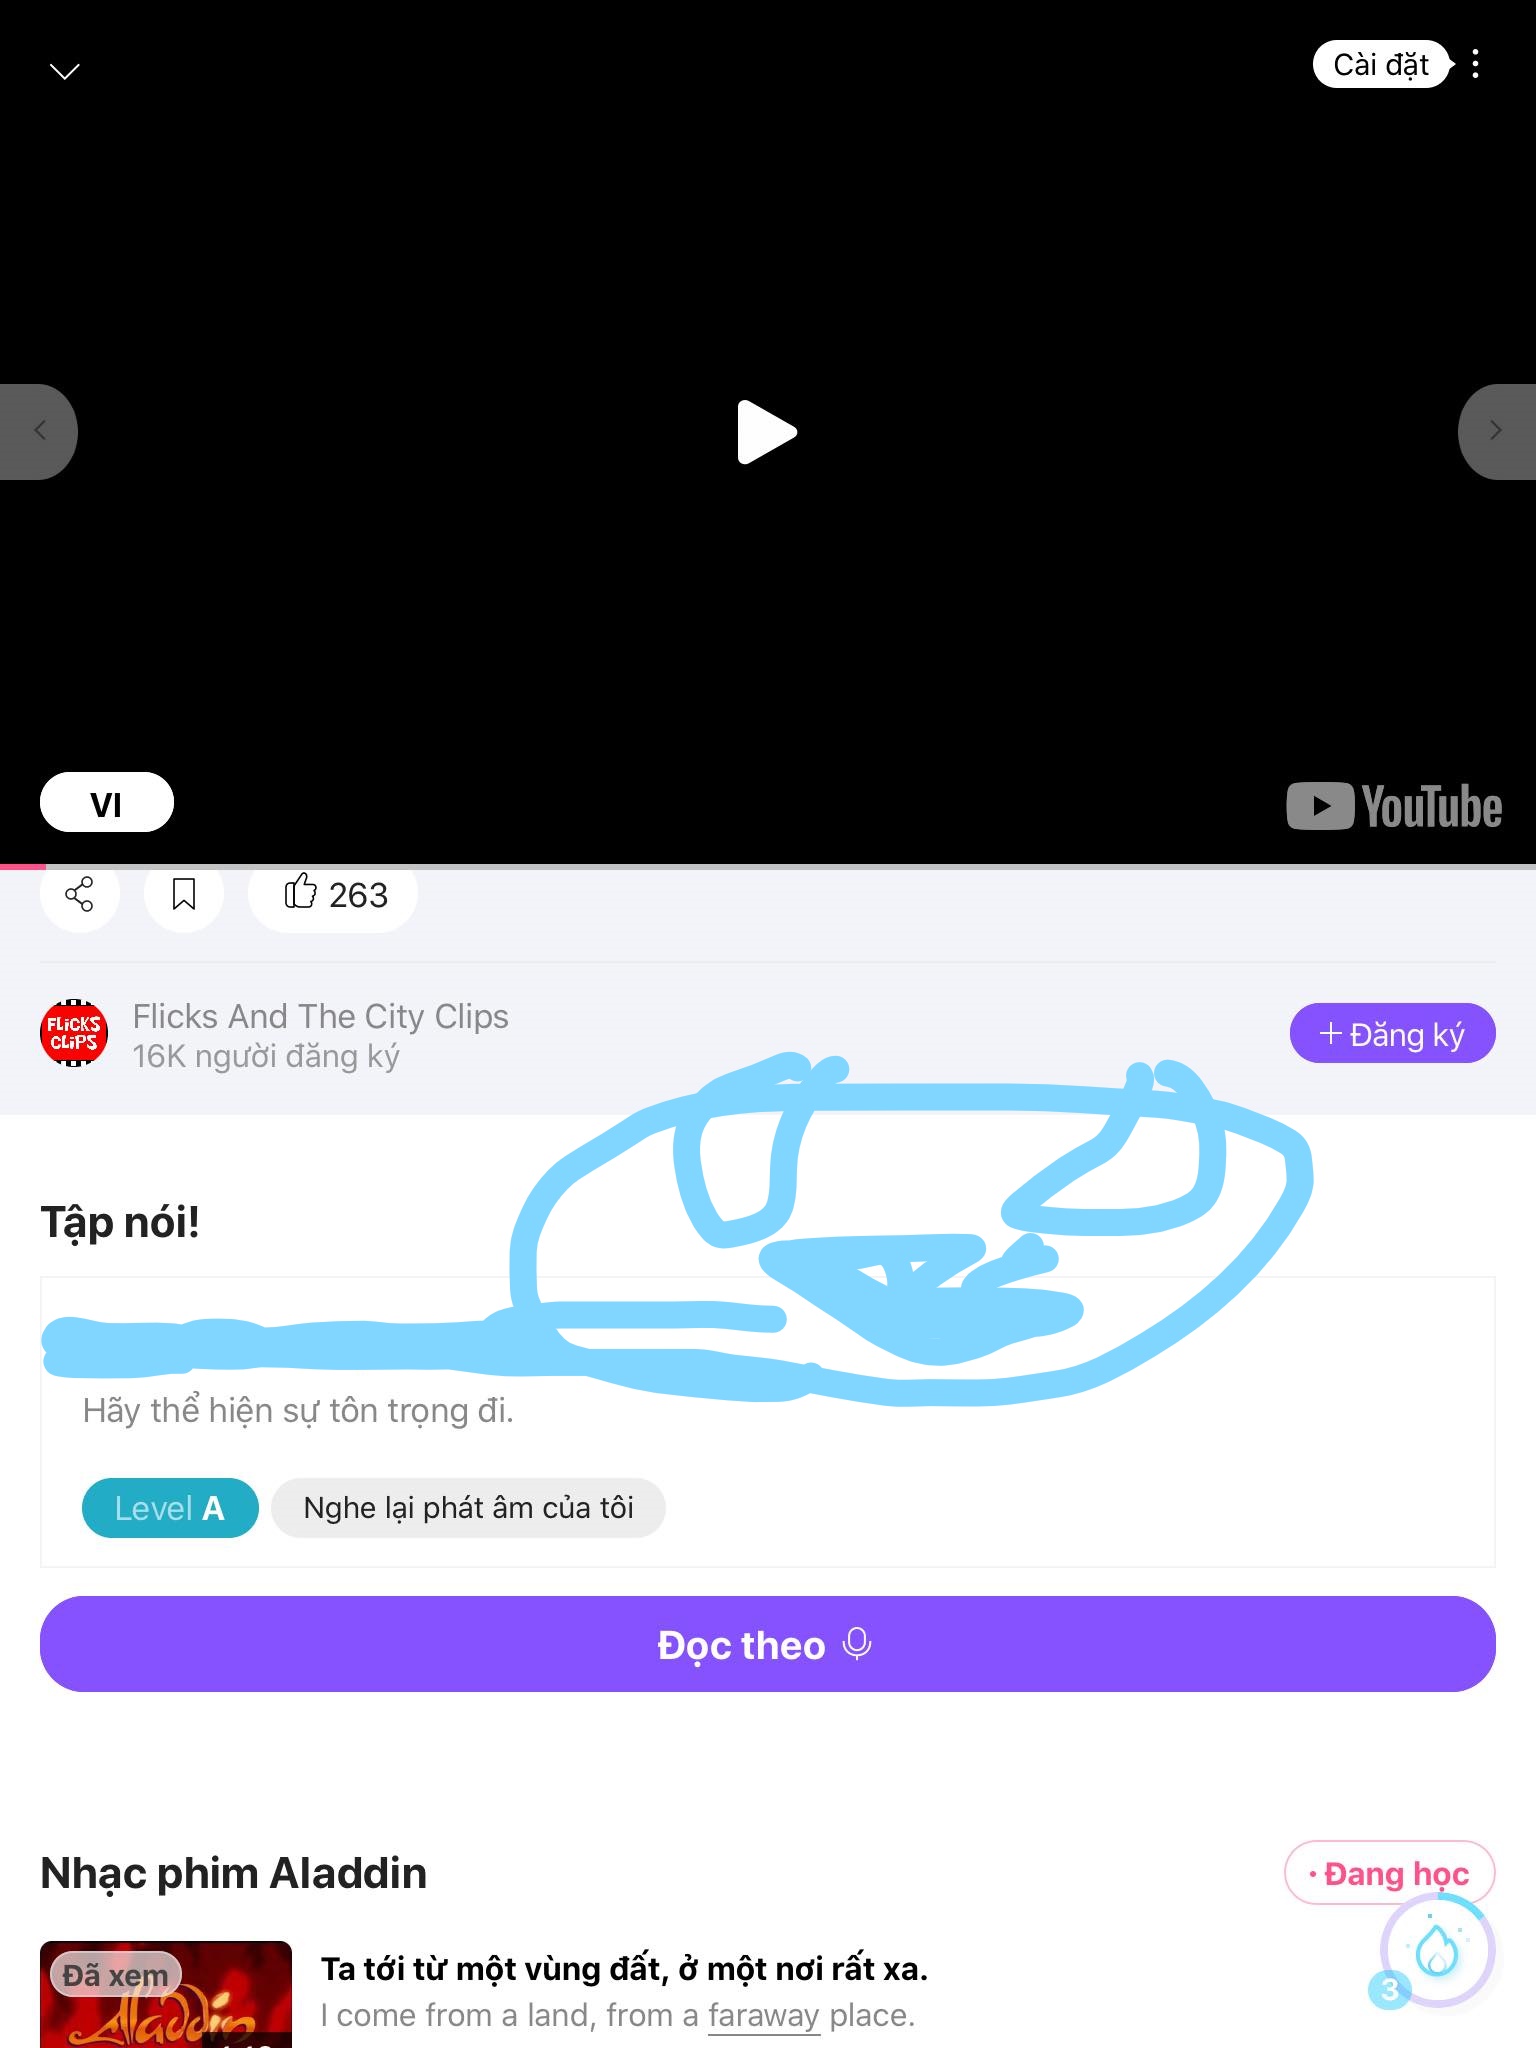 Cài đặt
VI
YouTube
263
FLiCKS
CLiPS
Flicks And The City Clips
16K người đăng ký
Đăng ký
Tập nói!
Hãy thể hiện sự tôn trọng đi.
Level A
Nghe lại phát âm của tôi
Đọc theo
Nhạc phim Aladdin
· Đang học
3
Đã xem
Aladdin
Ta tới từ một vùng đất, ở một nơi rất xa.
I come from a land, from a faraway place.